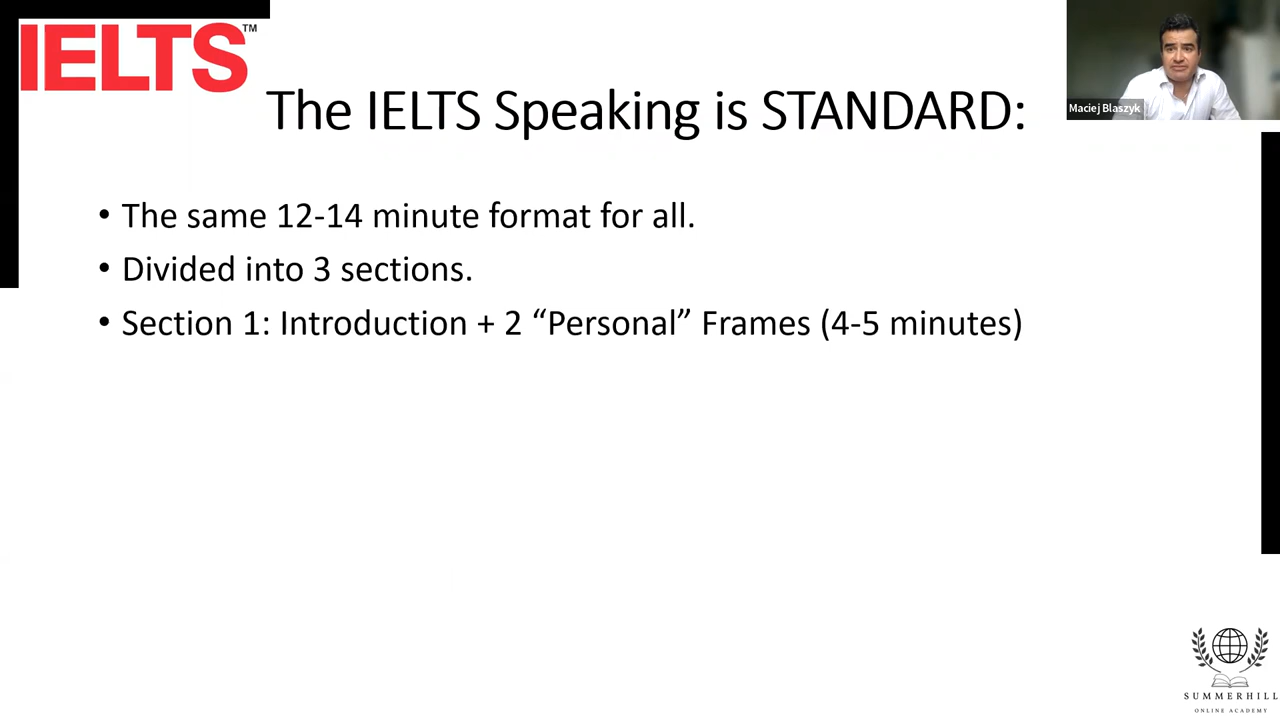 IELTS™
The IELTS Speaking is STANDARD:
Maciej Blaszyk
• The same 12-14 minute format for all.
• Divided into 3 sections.
• Section 1: Introduction + 2 “Personal” Frames (4-5 minutes)
SUMMERHILL
ONLINE ACADEMY